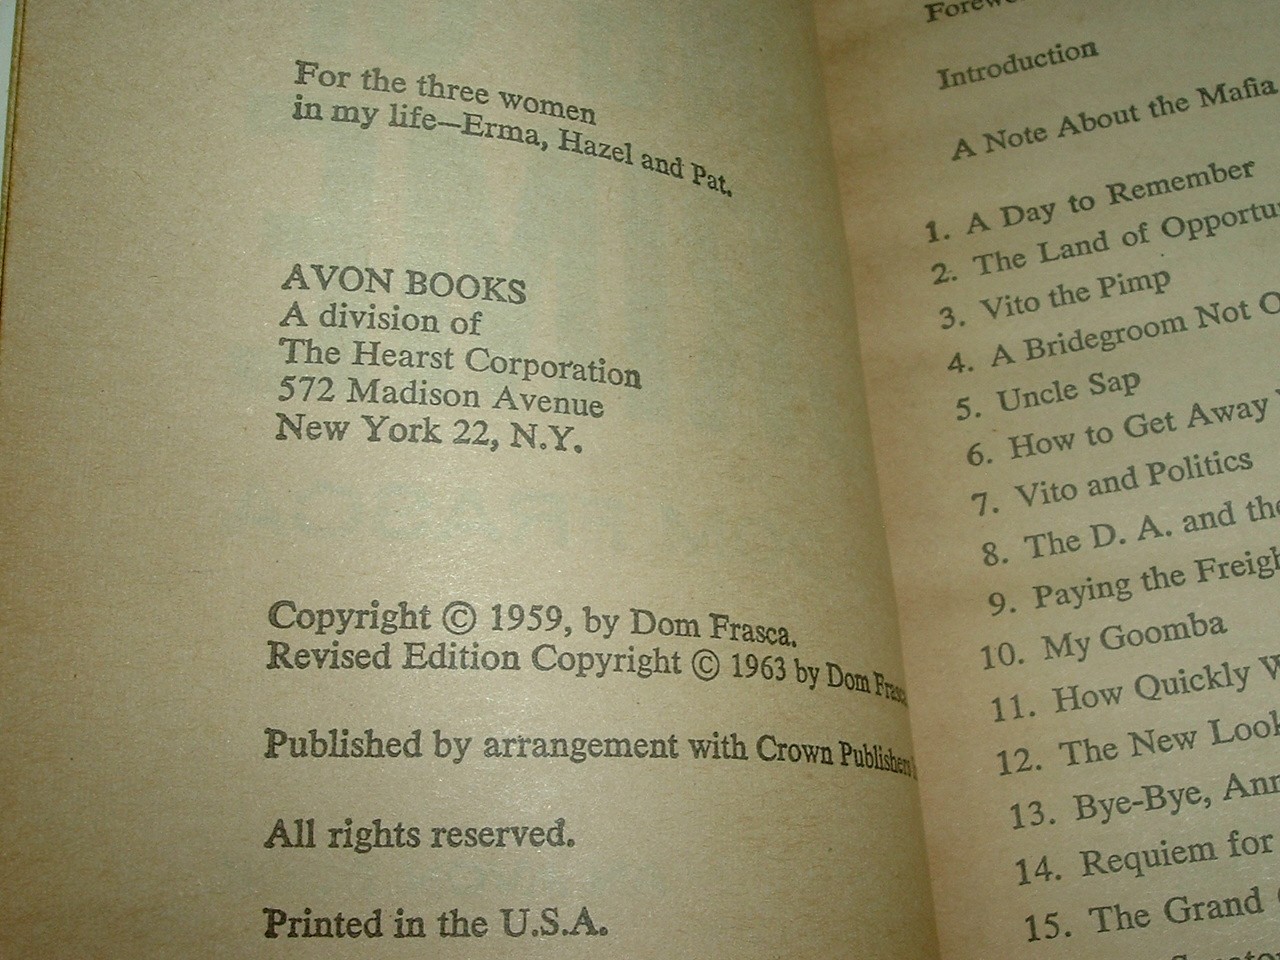 For the three women
in my life—Erma, Hazel and Pat.
AVON BOOKS
A division of
The Hearst Corporation
572 Madison Avenue
New York 22, N.Y.
Copyright © 1959, by Dom Frasca.
Revised Edition Copyright © 1963 by Dom Frasca
Published by arrangement with Crown Publishers
All rights reserved.
Printed in the U.S.A.
Introduction
A Note About the Mafia
1. A Day to Remember
2. The Land of
3. Vito the Pimp
4. A Bridegroom Not
5. Uncle Sap
6. How to Get Away
7. Vito and Politics
8. The D. A. and the
9. Paying the
10. My Goomba
11. How Quickly
12. The New
13. Bye-Bye,
14. Requiem for
15. The Grand